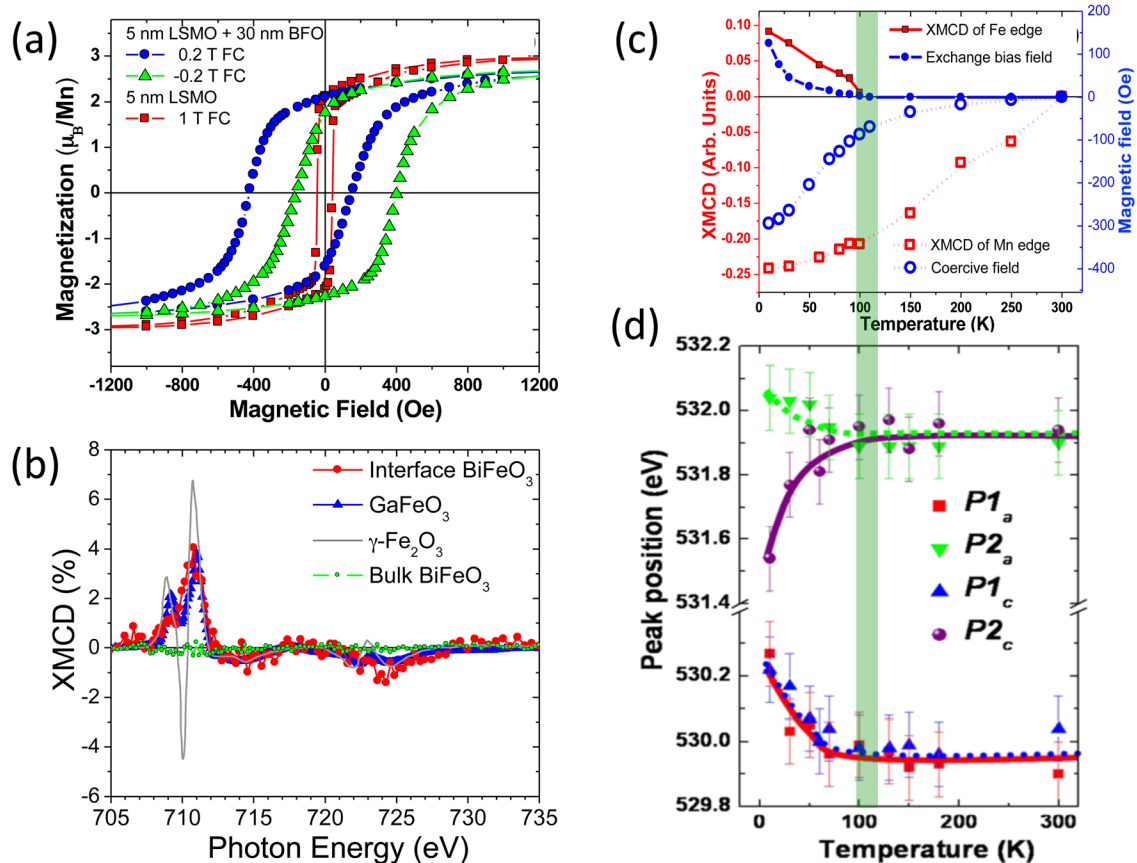 (a)
5 nm LSMO + 30 nm BFO
0.2 T FC
-0.2 T FC
5 nm LSMO
1 T FC
Magnetization (μB/Mn)
3
2
1
0
-1
-2
-3
-1200
-800
-400
0
400
800
1200
Magnetic Field (Oe)
(b)
Interface BiFeO3
GaFeO3
γ-Fe2O3
Bulk BiFeO3
XMCD (%)
8
6
4
2
0
-2
-4
-6
705
710
715
720
725
730
735
Photon Energy (eV)
(c)
XMCD of Fe edge
Exchange bias field
XMCD of Mn edge
Coercive field
XMCD (Arb. Units)
0.10
0.05
0.00
-0.05
-0.10
-0.15
-0.20
-0.25
Magnetic field (Oe)
200
100
0
-100
-200
-300
-400
0
50
100
150
200
250
300
Temperature (K)
(d)
P1a
P2a
P1c
P2c
Peak position (eV)
532.2
532.0
531.8
531.6
531.4
530.2
530.0
529.8
0
100
200
300
Temperature (K)